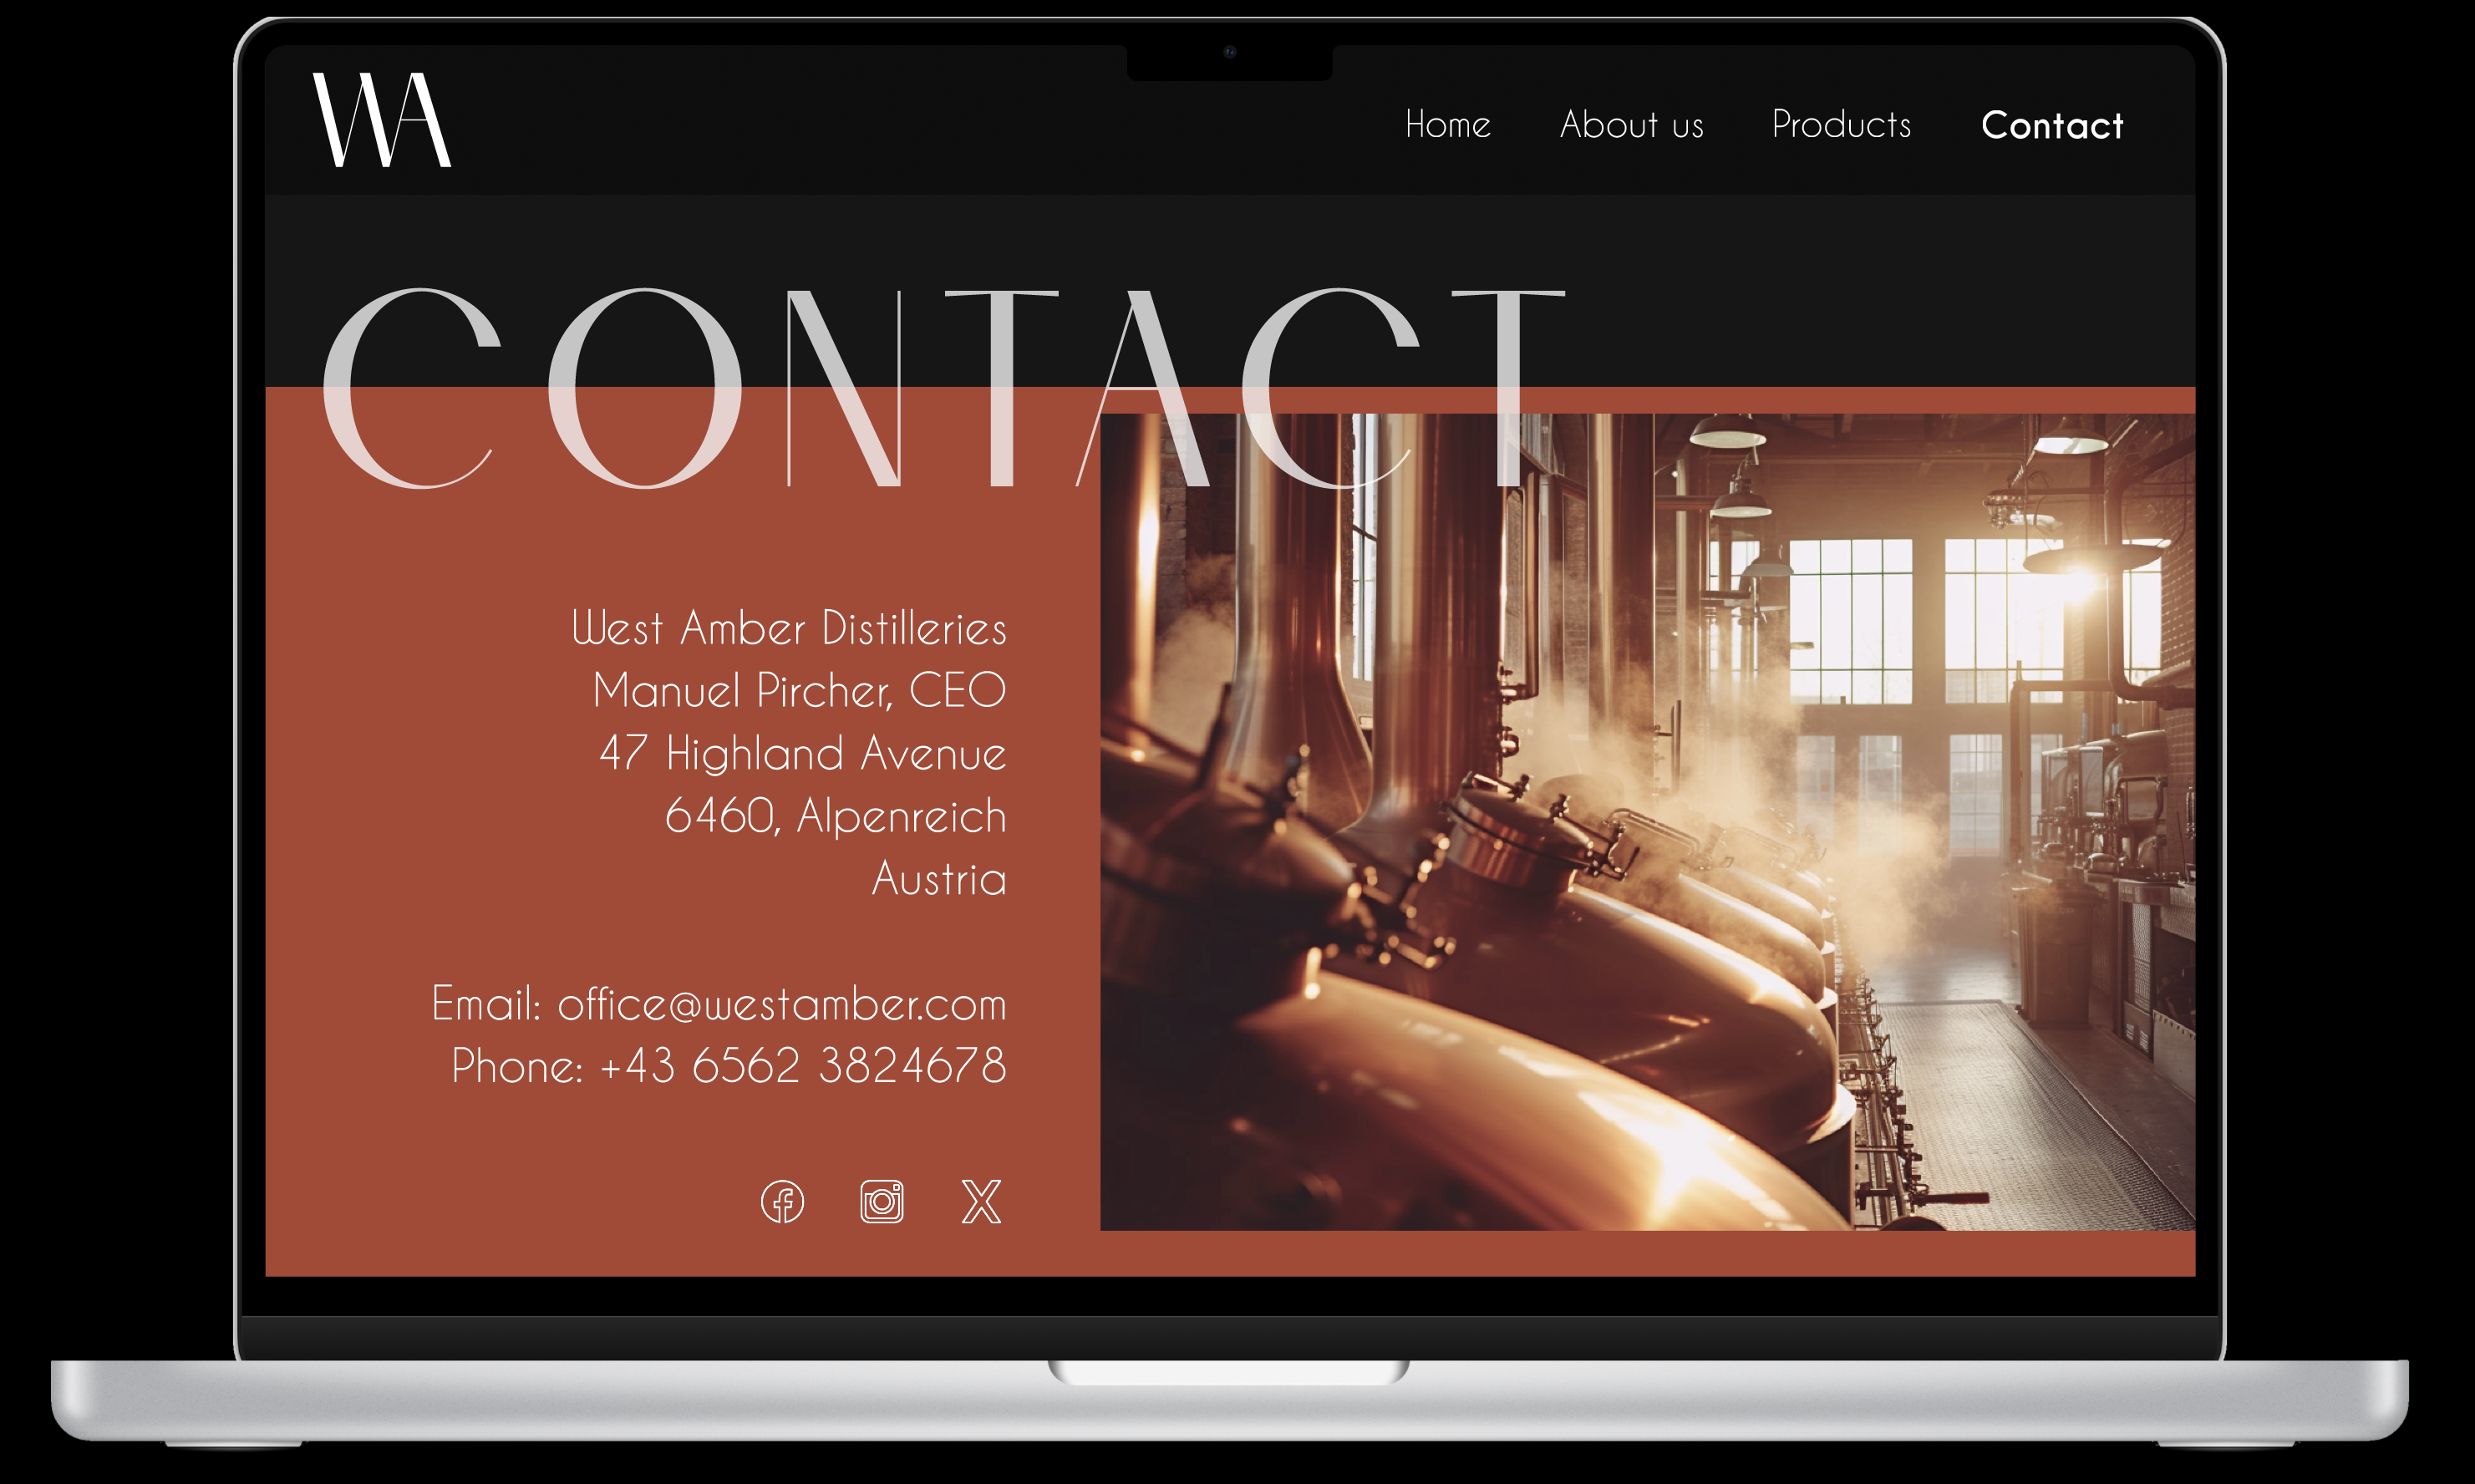 WA
Home About us Products Contact
CONTACT
West Amber Distilleries
Manuel Pircher, CEO
47 Highland Avenue
6460, Alpenreich
Austria
Email: office@westamber.com
Phone: +43 6562 3824678